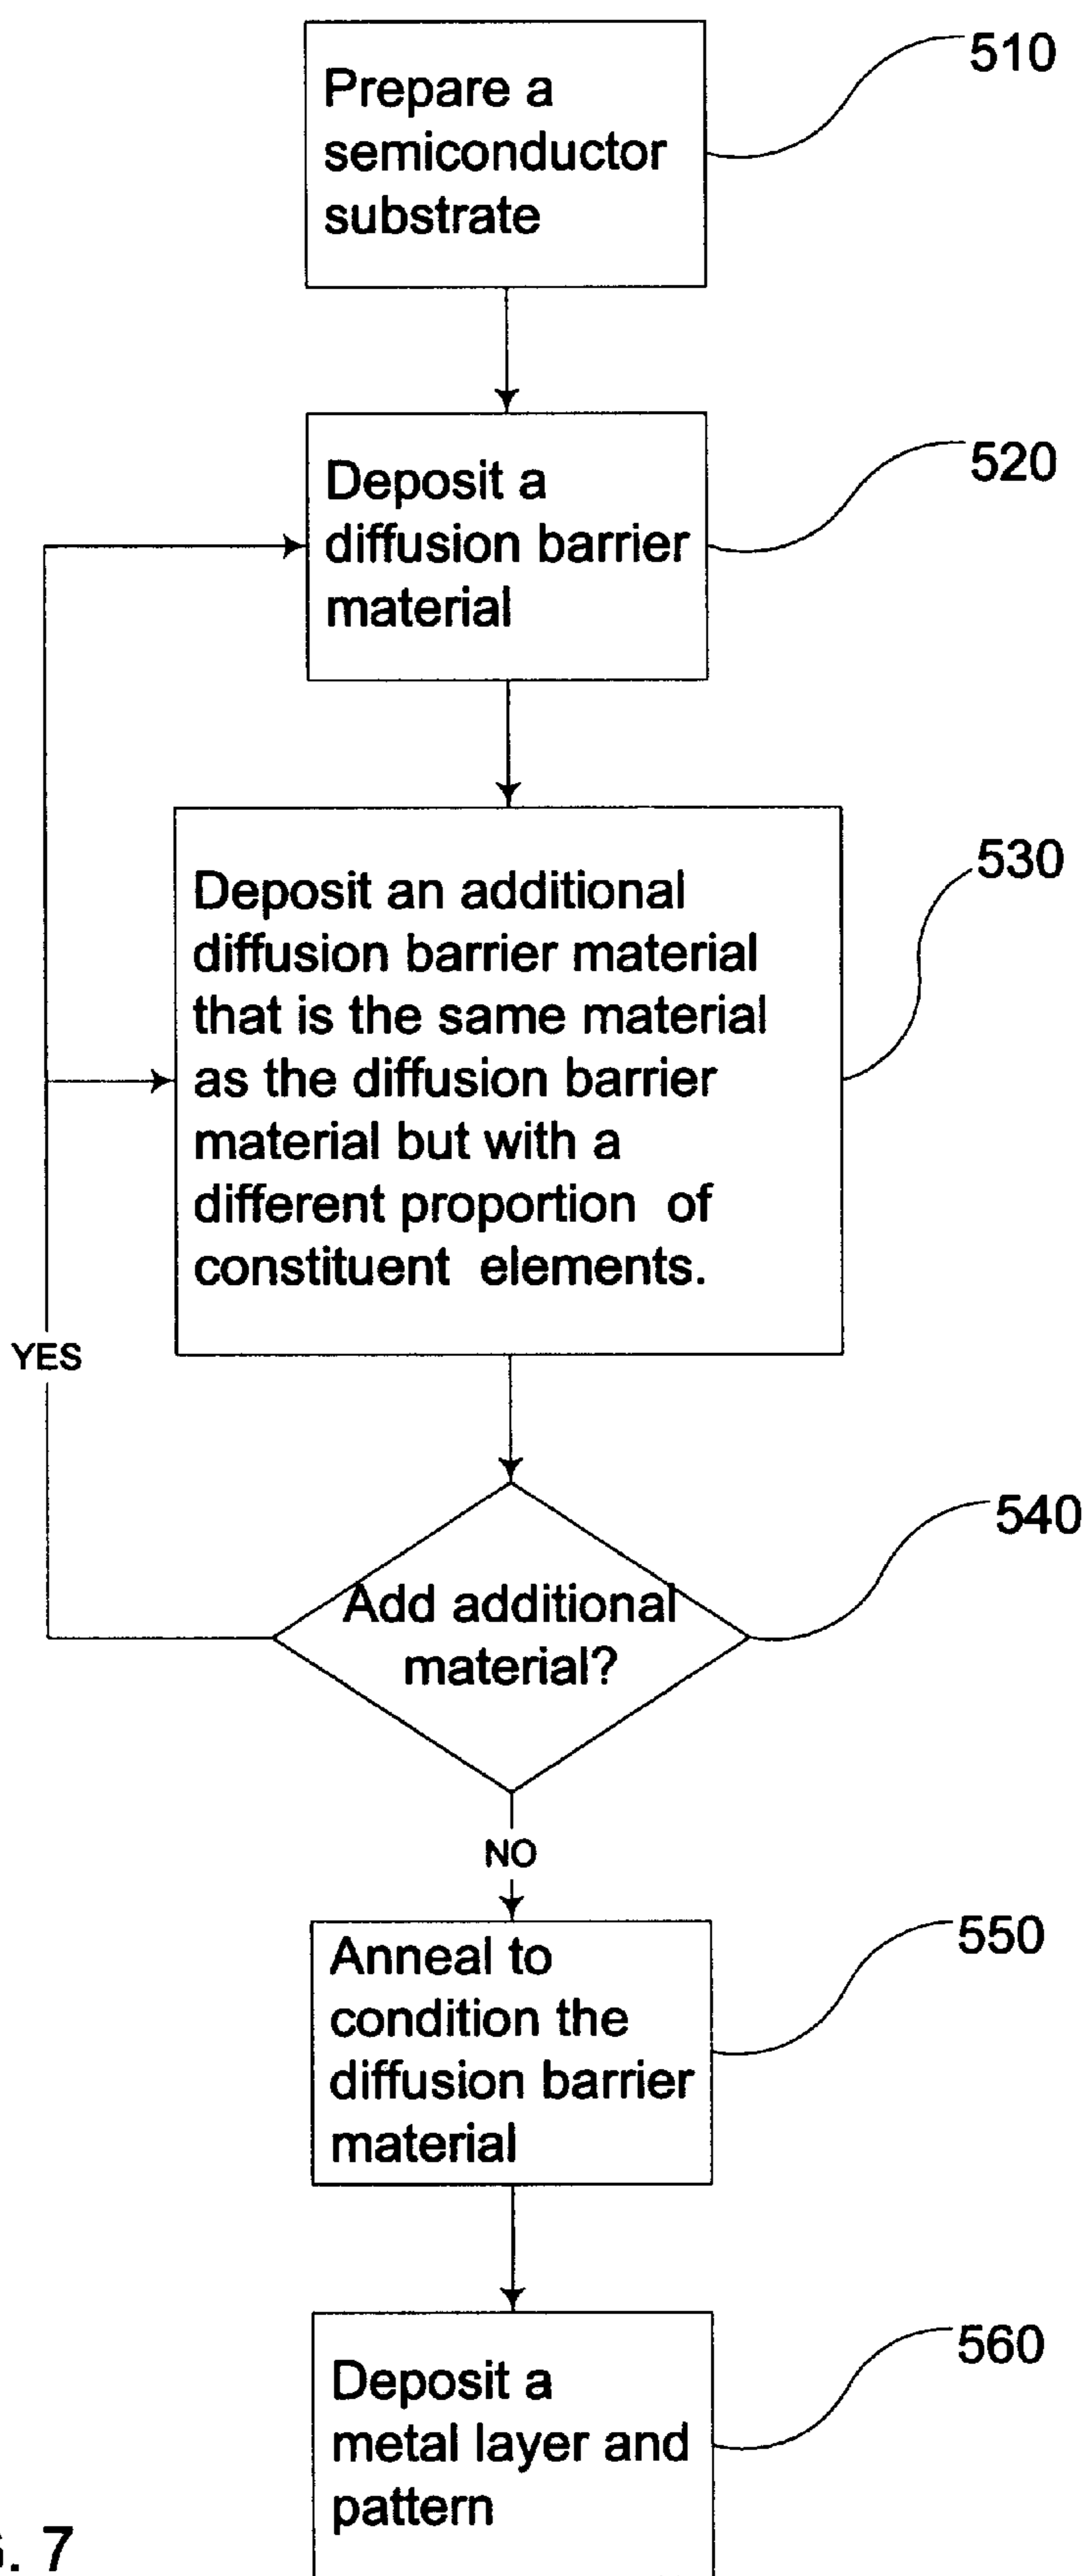 Prepare a
semiconductor
substrate
510
Deposit a
diffusion barrier
material
520
Deposit an additional
diffusion barrier material
that is the same material
as the diffusion barrier
material but with a
different proportion of
constituent elements.
530
YES
Add additional
material?
540
NO
Anneal to
condition the
diffusion barrier
material
550
Deposit a
metal layer and
pattern
560
. 7